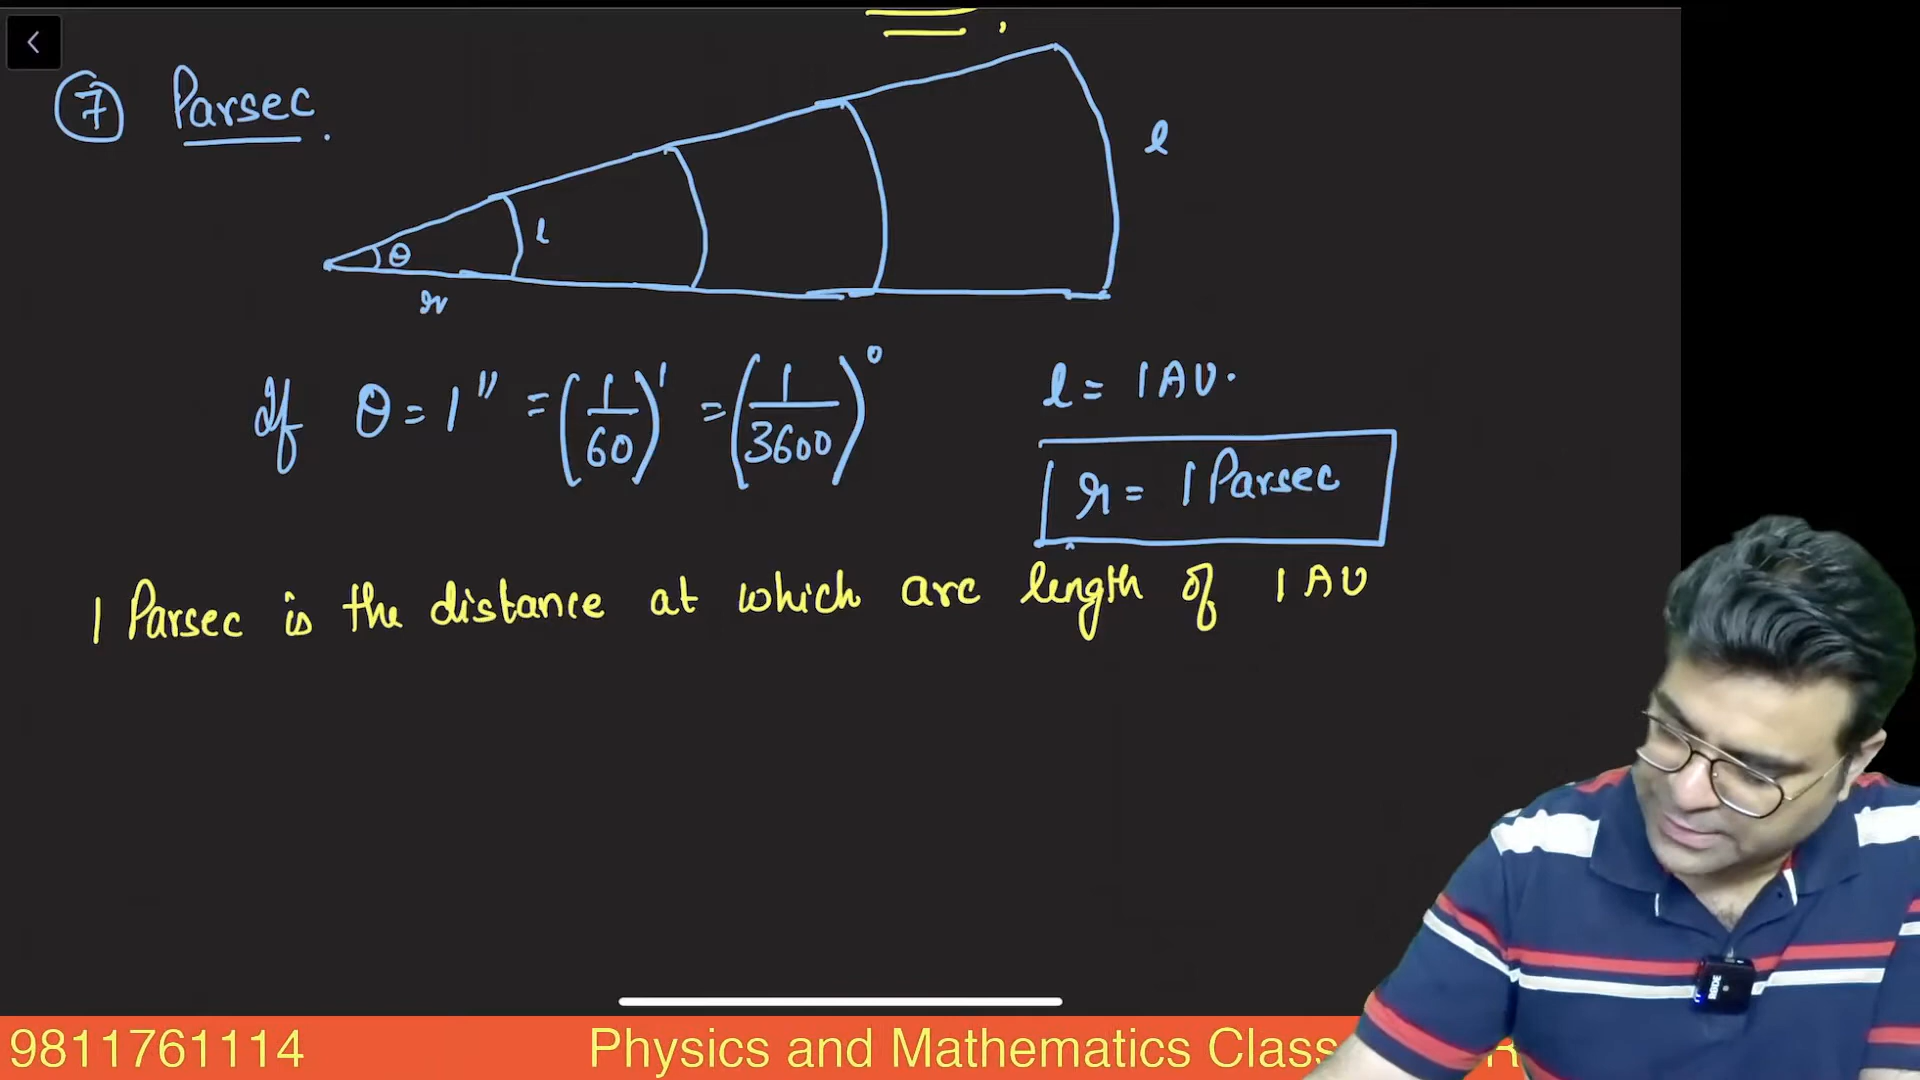 7 Parsec.
l
θ
l
r
If θ = 1" = (1/60)' = (1/3600)°
l = 1 AU.
r = 1 Parsec
1 Parsec is the distance at which arc length of 1 AU
RODE
9811761114 Physics and Mathematics Class R